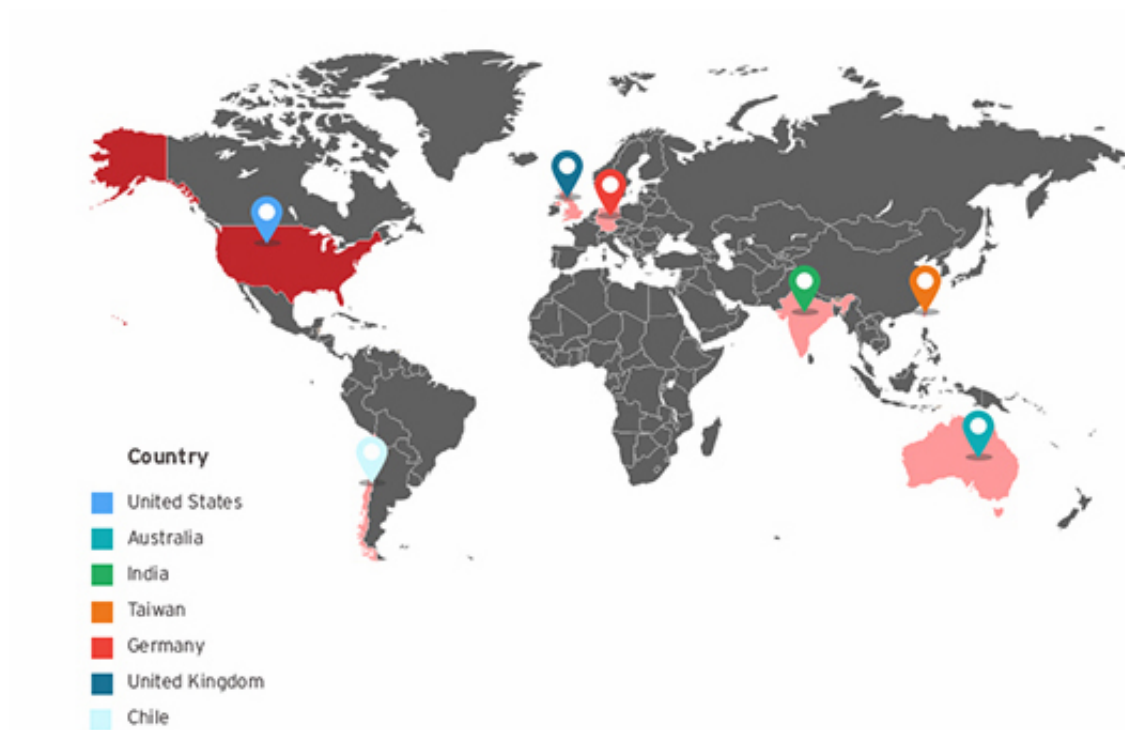 Country
United States
Australia
India
Taiwan
Germany
United Kingdom
Chile